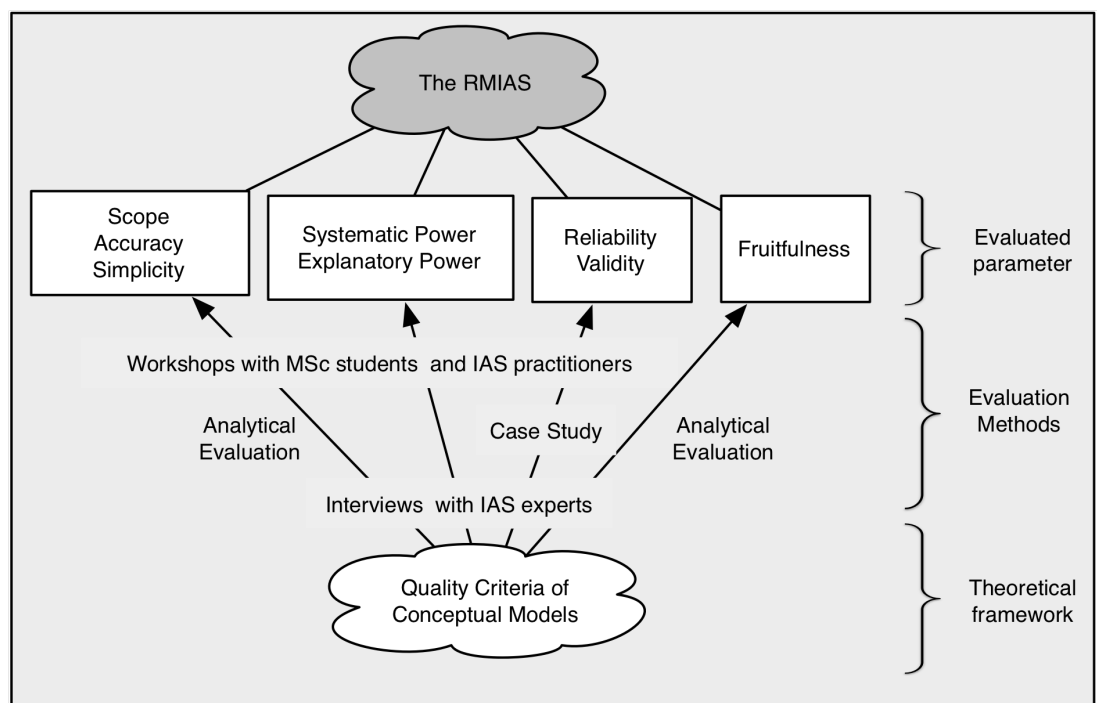 The RMIAS
Scope
Accuracy
Simplicity
Systematic Power
Explanatory Power
Reliability
Validity
Fruitfulness
Evaluated
parameter
Workshops with MSc students and IAS practitioners
Analytical
Evaluation
Case Study
Analytical
Evaluation
Evaluation
Methods
Interviews with IAS experts
Quality Criteria of
Conceptual Models
Theoretical
framework